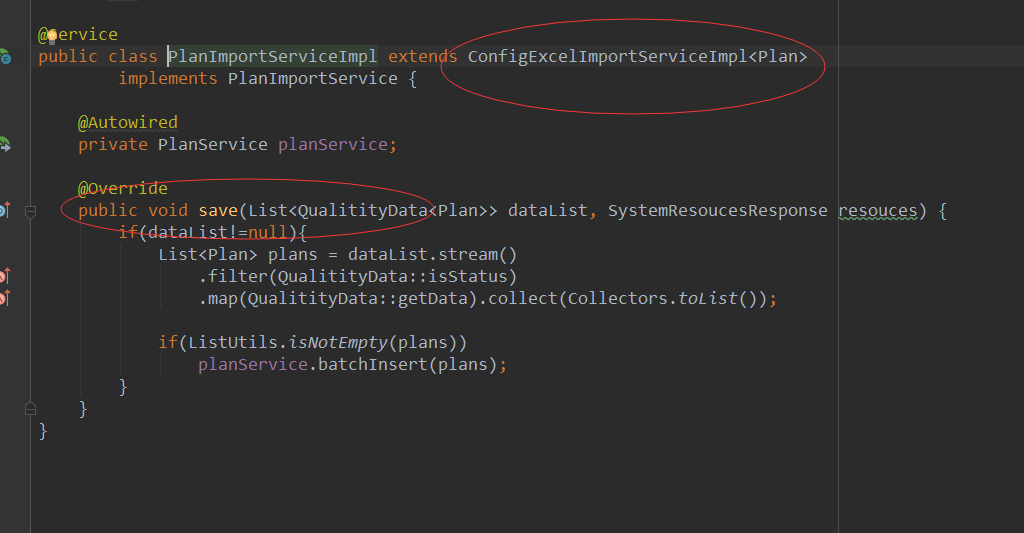 @Service
public class PlanImportServiceImpl extends ConfigExcelImportServiceImpl<Plan>
implements PlanImportService {
@Autowired
private PlanService planService;
@Override
public void save(List<QualitityData<Plan>> dataList, SystemResoucesResponse resouces) {
if(dataList!=null){
List<Plan> plans = dataList.stream()
.filter(QualitityData::isStatus)
.map(QualitityData::getData).collect(Collectors.toList());
if(ListUtils.isNotEmpty(plans))
planService.batchInsert(plans);
}
}
}